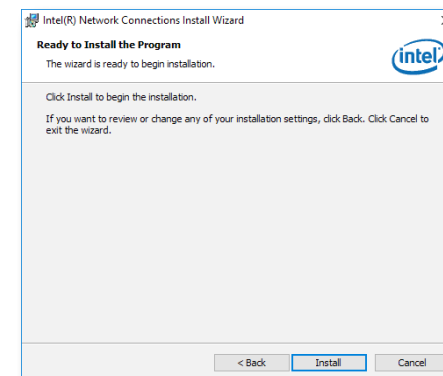 Intel(R) Network Connections Install Wizard
Ready to Install the Program
The wizard is ready to begin installation.
intel
Click Install to begin the installation.
If you want to review or change any of your installation settings, click Back. Click Cancel to
exit the wizard.
< Back Install Cancel